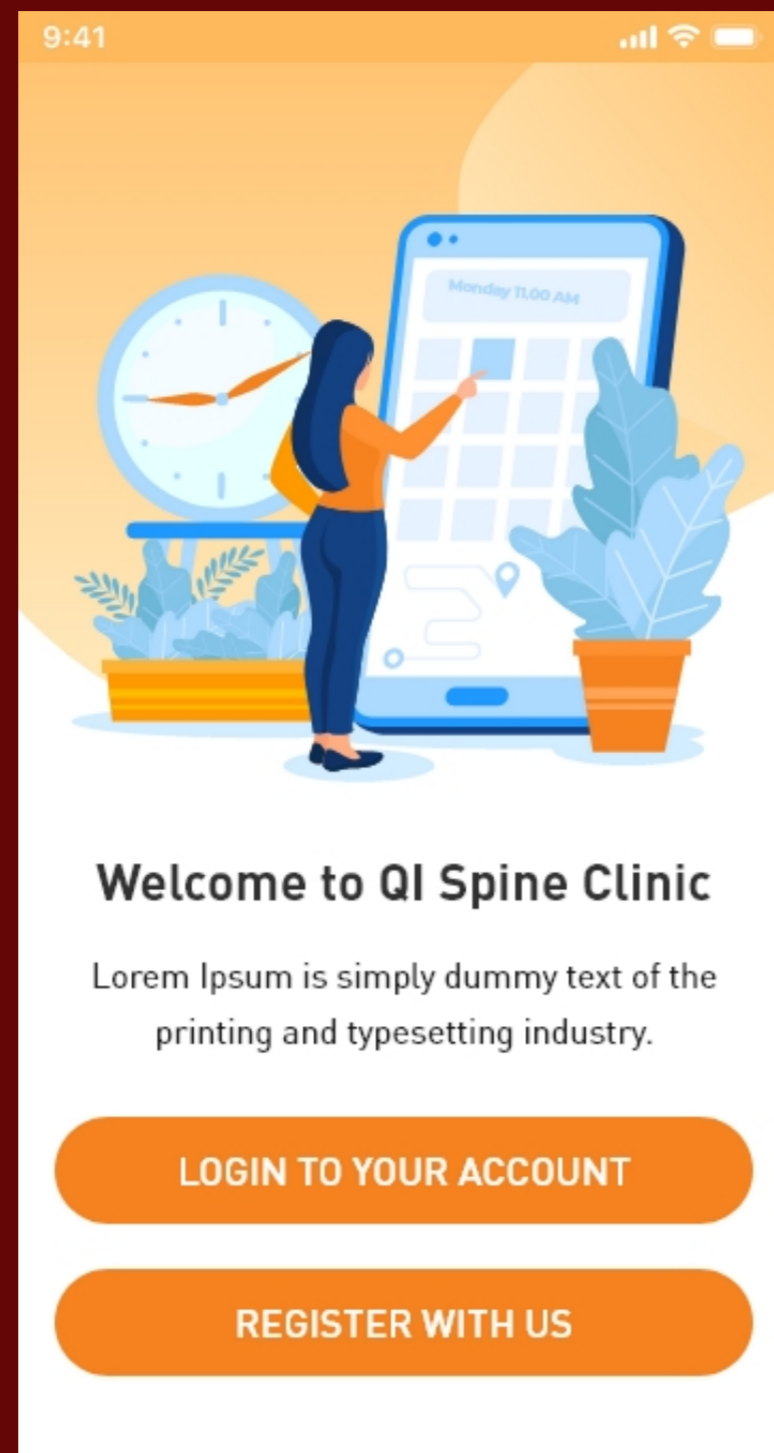 9:41
Monday 11.00 AM
Welcome to QI Spine Clinic
Lorem Ipsum is simply dummy text of the
printing and typesetting industry.
LOGIN TO YOUR ACCOUNT
REGISTER WITH US